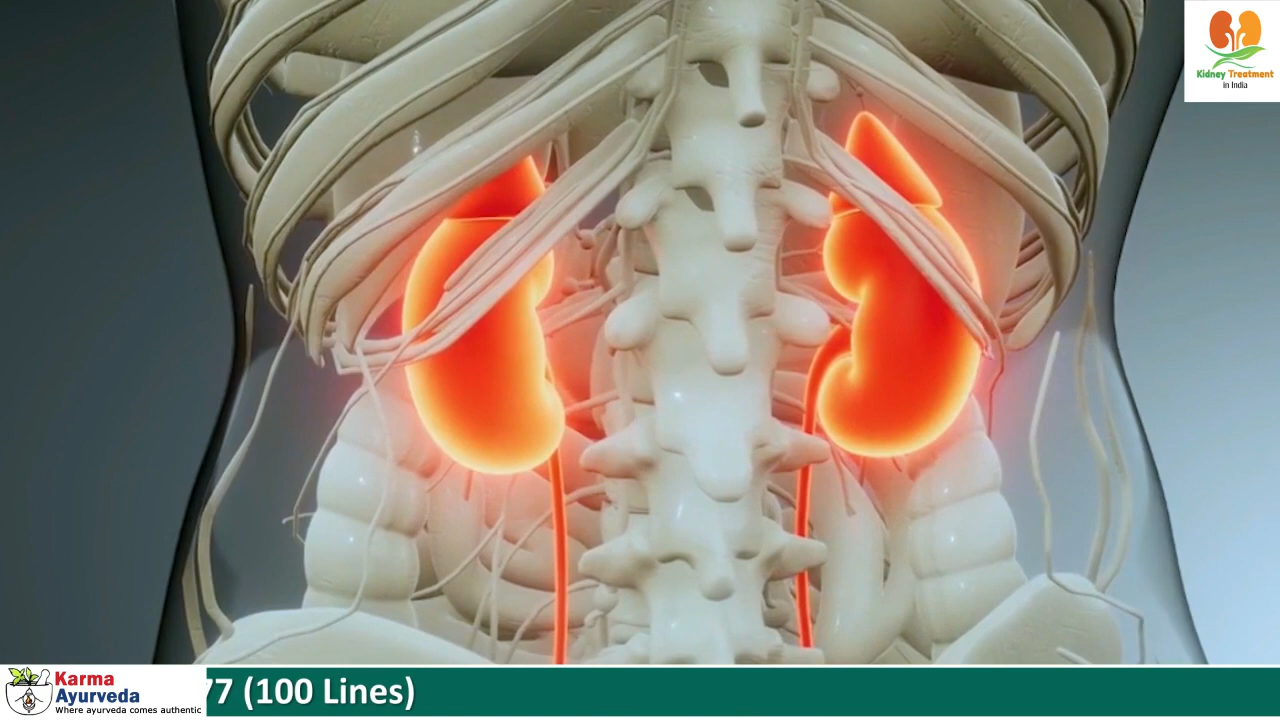 Kidney Treatment
in India
Karma
Ayurveda
Where ayurveda comes authentic
77 (100 Lines)